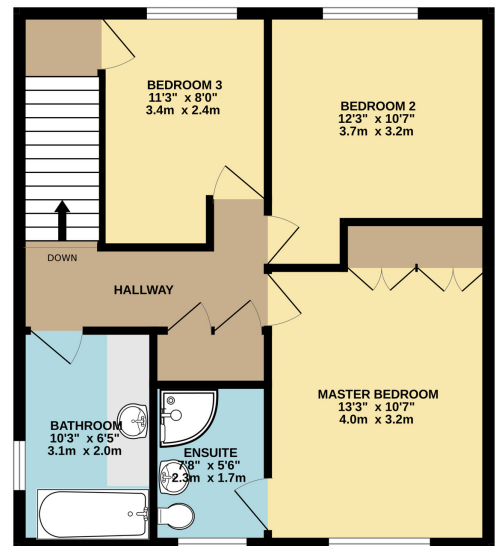 BEDROOM 3
11'3" x 8'0"
3.4m x 2.4m
BEDROOM 2
12'3" x 10'7"
3.7m x 3.2m
DOWN
HALLWAY
MASTER BEDROOM
13'3" x 10'7"
4.0m x 3.2m
BATHROOM
10'3" x 6'5"
3.1m x 2.0m
ENSUITE
7'8" x 5'6"
2.3m x 1.7m